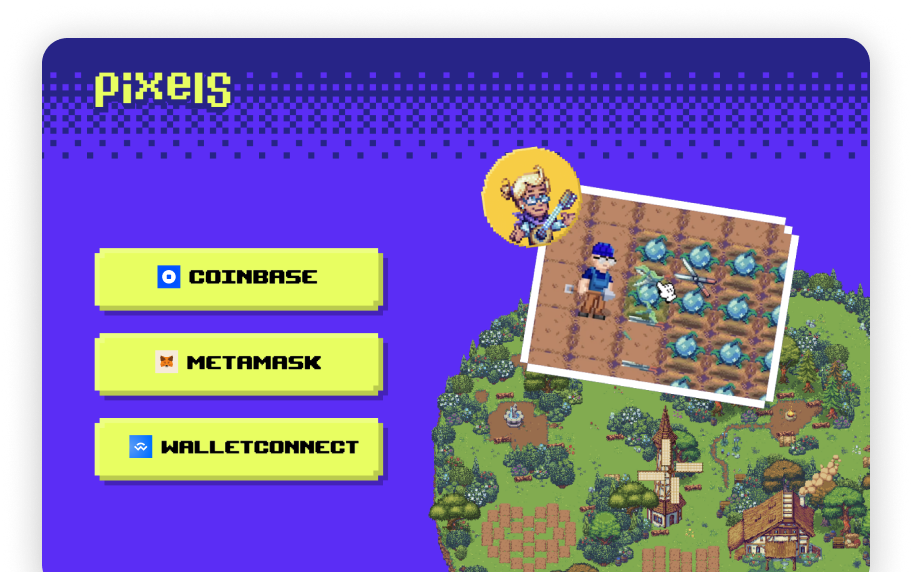 pixels
COINBASE
METAMASK
WALLETCONNECT